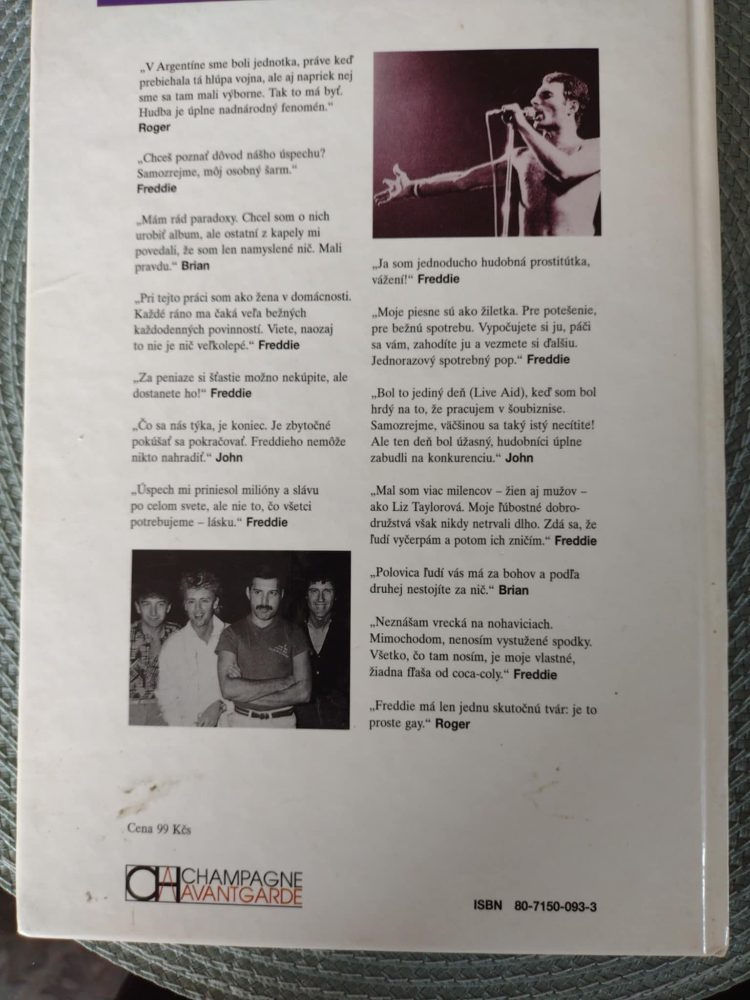 „V Argentíne sme boli jednotka, práve keď
prebiehala tá hlúpa vojna, ale aj napriek nej
sme sa tam mali výborne. Tak to má byť.
Hudba je úplne nadnárodný fenomén.“
Roger
„Chceš poznať dôvod nášho úspechu?
Samozrejme, môj osobný šarm.“
Freddie
„Mám rád paradoxy. Chcel som o nich
urobiť album, ale ostatní z kapely mi
povedali, že som len namyslené nič. Mali
pravdu.“ Brian
„Pri tejto práci som ako žena v domácnosti.
Každé ráno ma čaká veľa bežných
každodenných povinností. Viete, naozaj
to nie je nič veľkolepé.“ Freddie
„Za peniaze si šťastie možno nekúpite, ale
dostanete ho!“ Freddie
„Čo sa nás týka, je koniec. Je zbytočné
pokúšať sa pokračovať. Freddieho nemôže
nikto nahradiť.“ John
„Úspech mi priniesol milióny a slávu
po celom svete, ale nie to, čo všetci
potrebujeme – lásku.“ Freddie
„Ja som jednoducho hudobná prostitútka,
vážení!“ Freddie
„Moje piesne sú ako žiletka. Pre potešenie,
pre bežnú spotrebu. Vypočujete si ju, páči
sa vám, zahodíte ju a vezmete si ďalšiu.
Jednorazový spotrebný pop.“ Freddie
„Bol to jediný deň (Live Aid), keď som bol
hrdý na to, že pracujem v šoubiznise.
Samozrejme, väčšinou sa taký istý necítite!
Ale ten deň bol úžasný, hudobníci úplne
zabudli na konkurenciu.“ John
„Mal som viac milencov – žien aj mužov –
ako Liz Taylorová. Moje ľúbostné dobro-
družstvá však nikdy netrvali dlho. Zdá sa, že
ľudí vyčerpám a potom ich zničím.“ Freddie
„Polovica ľudí vás má za bohov a podľa
druhej nestojíte za nič.“ Brian
„Neznášam vrecká na nohaviciach.
Mimochodom, nenosím vystužené spodky.
Všetko, čo tam nosím, je moje vlastné,
žiadna fľaša od coca-coly.“ Freddie
„Freddie má len jednu skutočnú tvár: je to
proste gay.“ Roger
Cena 99 Kčs
CA CHAMPAGNE
AVANTGARDE
ISBN 80-7150-093-3